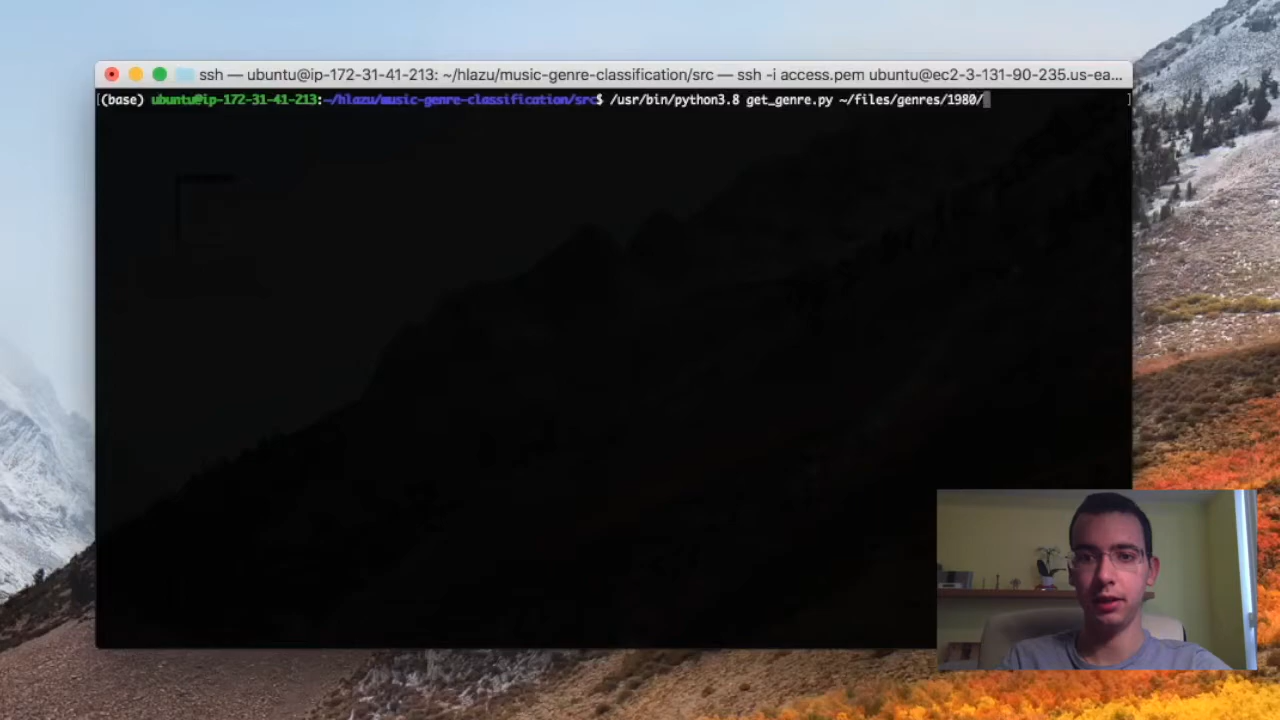 ssh — ubuntu@ip-172-31-41-213: ~/hlazu/music-genre-classification/src — ssh -i access.pem ubuntu@ec2-3-131-90-235.us-ea...
[(base) ubuntu@ip-172-31-41-213:~/hlazu/music-genre-classification/src$ /usr/bin/python3.8 get_genre.py ~/files/genres/1980/ ]